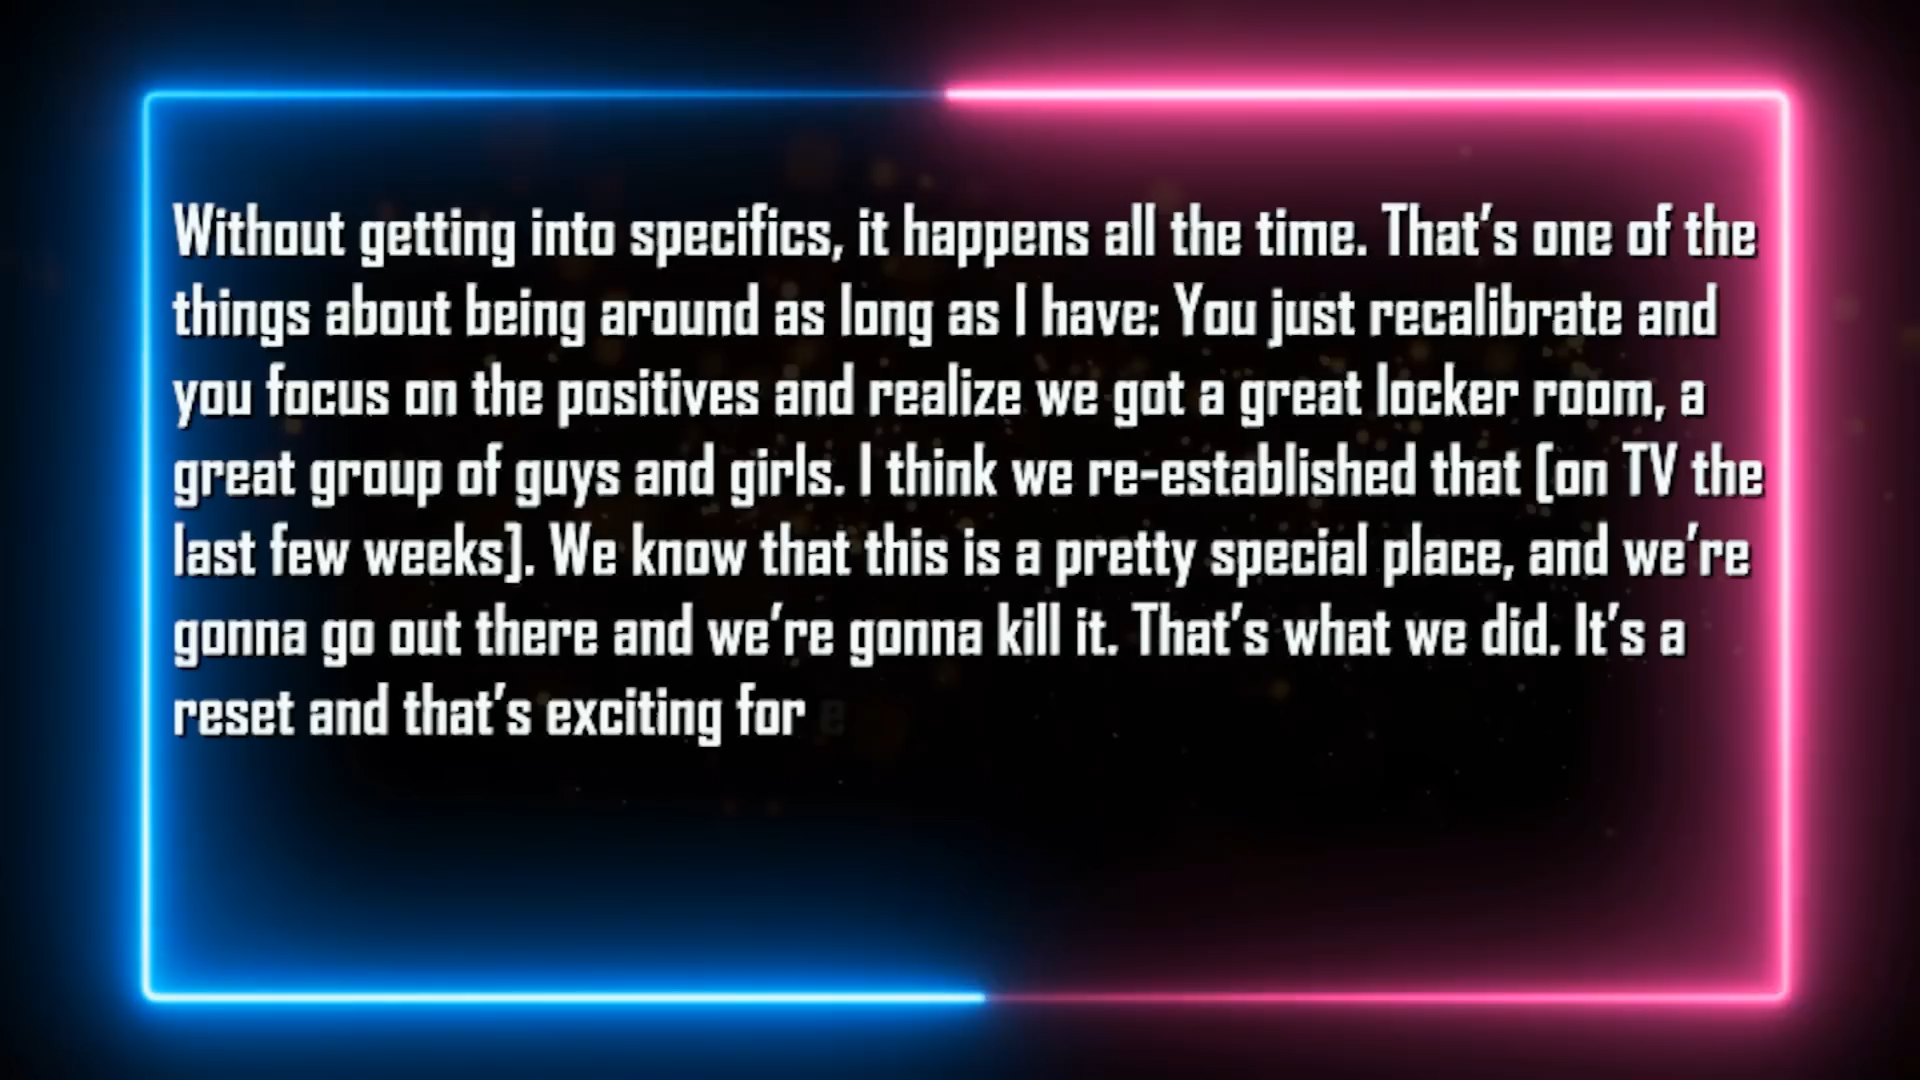 Without getting into specifics, it happens all the time. That's one of the
things about being around as long as I have: You just recalibrate and
you focus on the positives and realize we got a great locker room, a
great group of guys and girls. I think we re-established that [on TV the
last few weeks]. We know that this is a pretty special place, and we're
gonna go out there and we're gonna kill it. That's what we did. It's a
reset and that's exciting for e